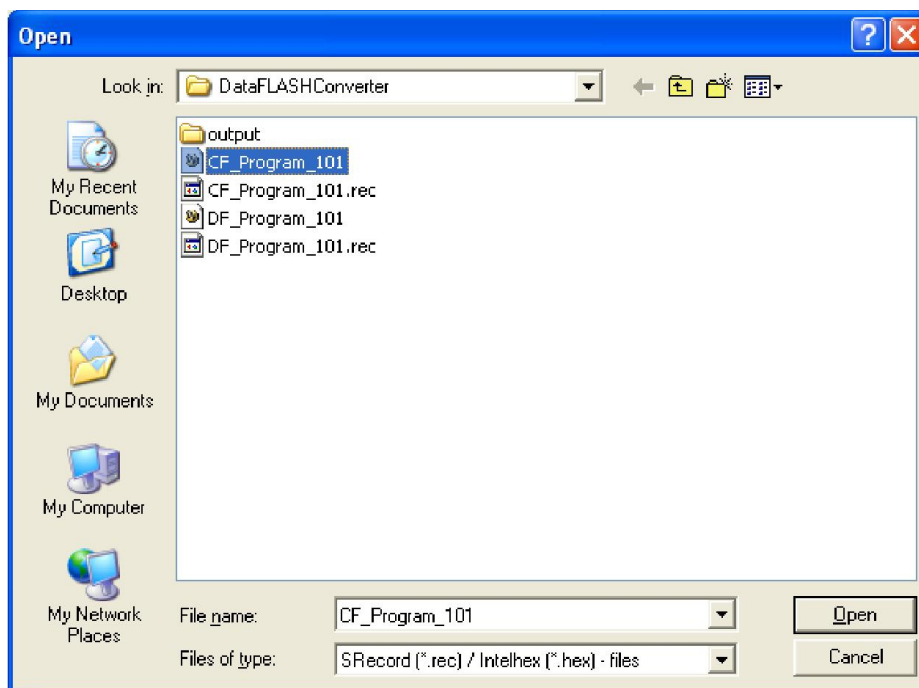 Open
Look in: DataFLASHConverter
output
CF_Program_101
CF_Program_101.rec
DF_Program_101
DF_Program_101.rec
My Recent
Documents
Desktop
My Documents
My Computer
My Network
Places
File name: CF_Program_101 Open
Files of type: SRecord (*.rec) / Intelhex (*.hex) - files Cancel